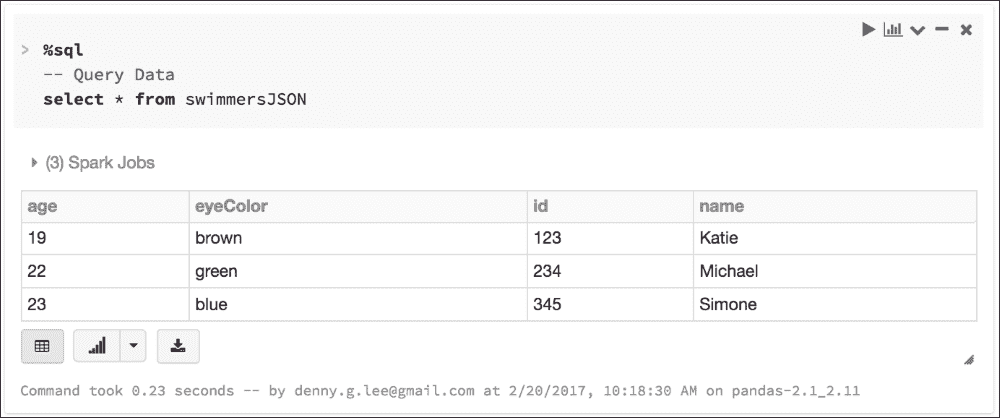 > %sql
-- Query Data
select * from swimmersJSON
(3) Spark Jobs
age eyeColor id name
19 brown 123 Katie
22 green 234 Michael
23 blue 345 Simone
Command took 0.23 seconds -- by denny.g.lee@gmail.com at 2/20/2017, 10:18:30 AM on pandas-2.1_2.11